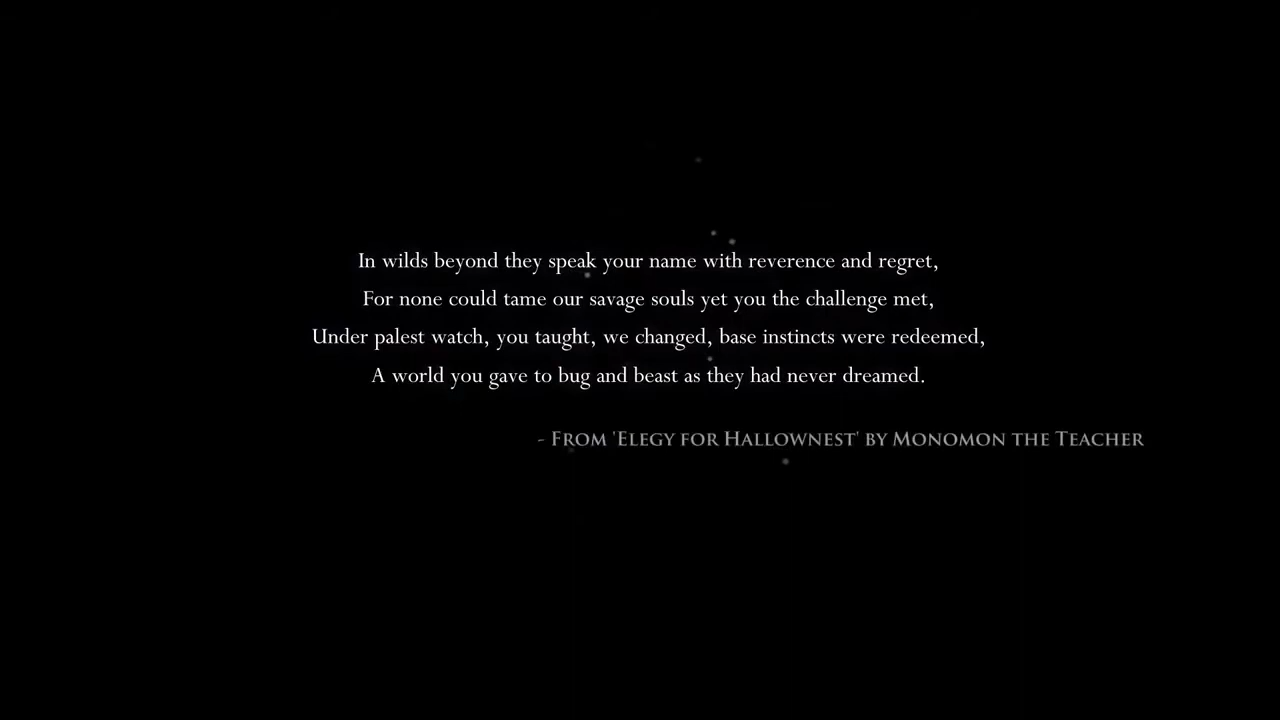 In wilds beyond they speak your name with reverence and regret,
For none could tame our savage souls yet you the challenge met,
Under palest watch, you taught, we changed, base instincts were redeemed,
A world you gave to bug and beast as they had never dreamed.
- From 'Elegy for Hallownest' by Monomon the Teacher